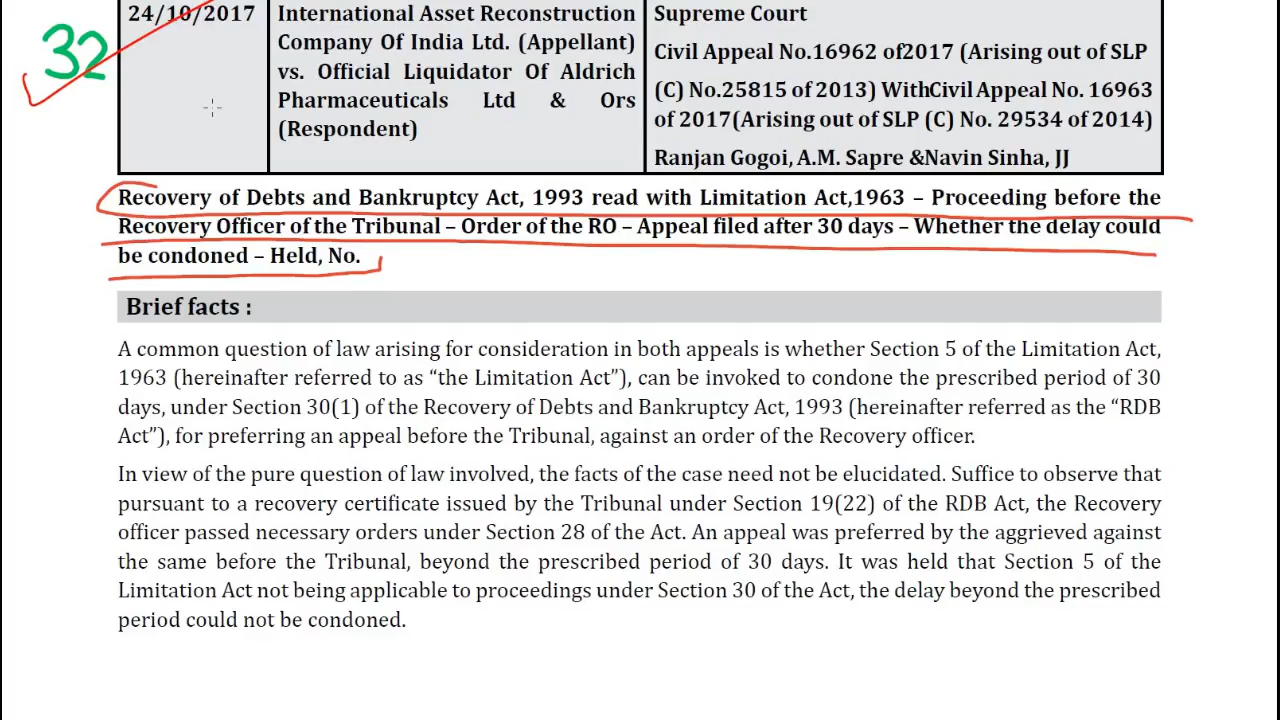 32
24/10/2017
International Asset Reconstruction
Company Of India Ltd. (Appellant)
vs. Official Liquidator Of Aldrich
Pharmaceuticals Ltd & Ors
(Respondent)
Supreme Court
Civil Appeal No.16962 of2017 (Arising out of SLP
(C) No.25815 of 2013) WithCivil Appeal No. 16963
of 2017(Arising out of SLP (C) No. 29534 of 2014)
Ranjan Gogoi, A.M. Sapre &Navin Sinha, JJ
Recovery of Debts and Bankruptcy Act, 1993 read with Limitation Act,1963 – Proceeding before the
Recovery Officer of the Tribunal – Order of the RO – Appeal filed after 30 days – Whether the delay could
be condoned – Held, No.
Brief facts :
A common question of law arising for consideration in both appeals is whether Section 5 of the Limitation Act,
1963 (hereinafter referred to as “the Limitation Act”), can be invoked to condone the prescribed period of 30
days, under Section 30(1) of the Recovery of Debts and Bankruptcy Act, 1993 (hereinafter referred as the “RDB
Act”), for preferring an appeal before the Tribunal, against an order of the Recovery officer.
In view of the pure question of law involved, the facts of the case need not be elucidated. Suffice to observe that
pursuant to a recovery certificate issued by the Tribunal under Section 19(22) of the RDB Act, the Recovery
officer passed necessary orders under Section 28 of the Act. An appeal was preferred by the aggrieved against
the same before the Tribunal, beyond the prescribed period of 30 days. It was held that Section 5 of the
Limitation Act not being applicable to proceedings under Section 30 of the Act, the delay beyond the prescribed
period could not be condoned.